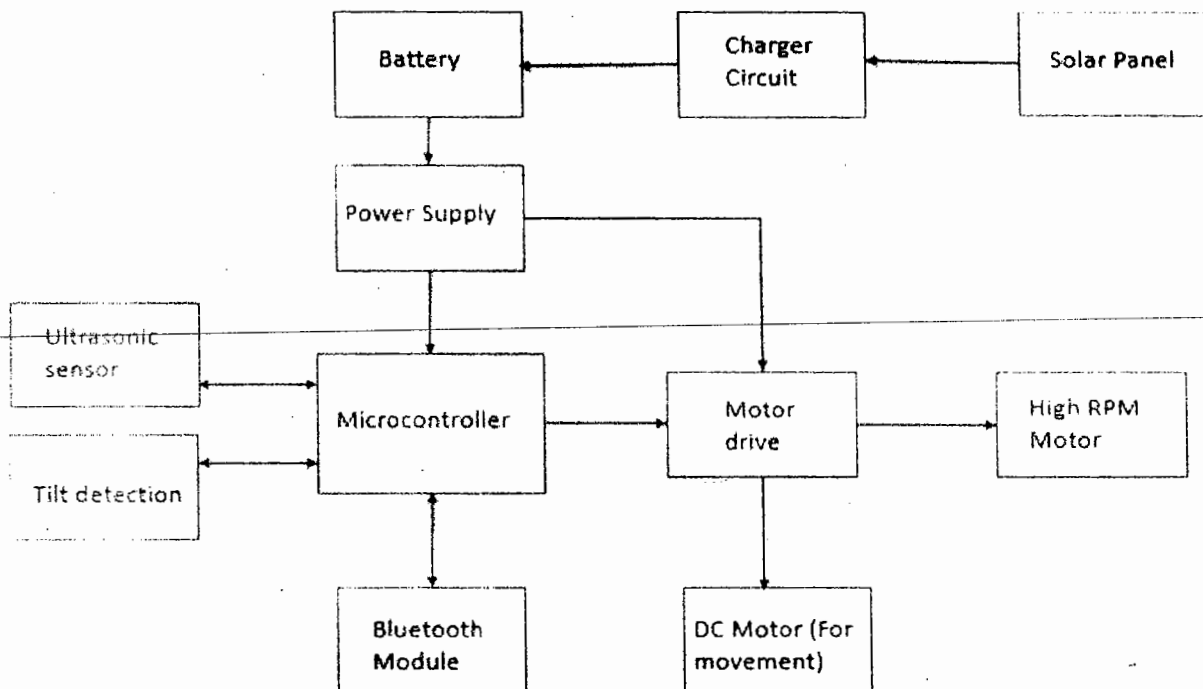 Battery
Charger
Circuit
Solar Panel
Power Supply
Ultrasonic
sensor
Microcontroller
Motor
drive
High RPM
Motor
Tilt detection
Bluetooth
Module
DC Motor (For
movement)